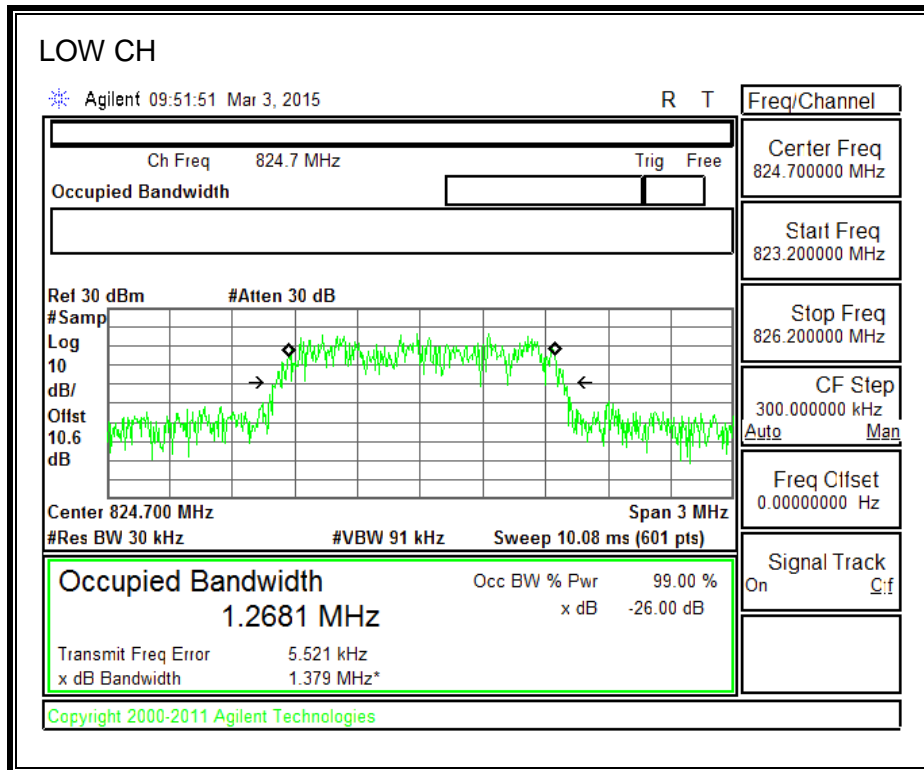 LOW CH
Agilent 09:51:51 Mar 3, 2015 R T
Freq/Channel
Ch Freq 824.7 MHz Trig Free
Occupied Bandwidth
Center Freq
824.700000 MHz
Start Freq
823.200000 MHz
Ref 30 dBm #Atten 30 dB
#Samp
Log
10
dB/
Offst
10.6
dB
Stop Freq
826.200000 MHz
CF Step
300.000000 kHz
Auto Man
Freq Offset
0.00000000 Hz
Center 824.700 MHz Span 3 MHz
#Res BW 30 kHz #VBW 91 kHz Sweep 10.08 ms (601 pts)
Signal Track
On Off
Occupied Bandwidth
1.2681 MHz
Occ BW % Pwr 99.00 %
x dB -26.00 dB
Transmit Freq Error 5.521 kHz
x dB Bandwidth 1.379 MHz*
Copyright 2000-2011 Agilent Technologies